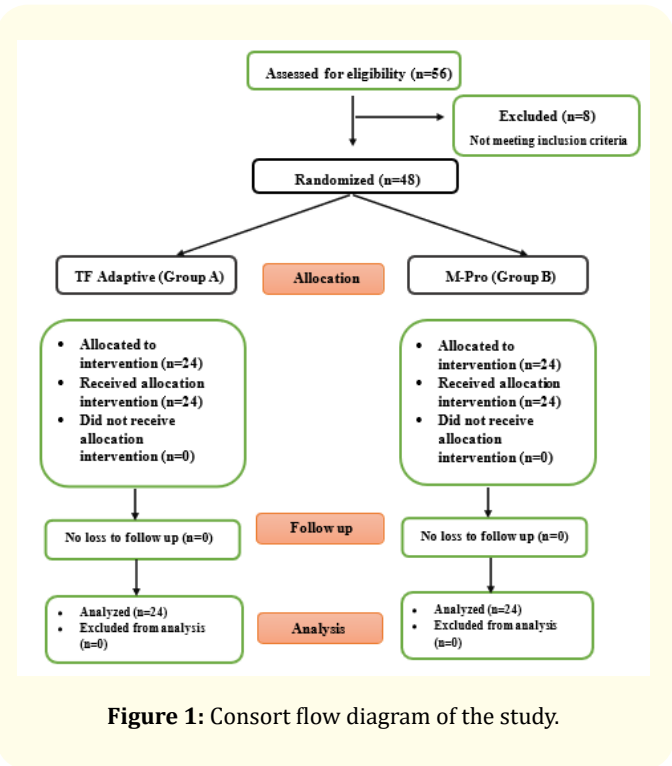 Assessed for eligibility (n=56)
Excluded (n=8)
Not meeting inclusion criteria
Randomized (n=48)
TF Adaptive (Group A)
Allocation
M-Pro (Group B)
• Allocated to
intervention (n=24)
• Received allocation
intervention (n=24)
• Did not receive
allocation
intervention (n=0)
• Allocated to
intervention (n=24)
• Received allocation
intervention (n=24)
• Did not receive
allocation
intervention (n=0)
No loss to follow up (n=0)
Follow up
No loss to follow up (n=0)
• Analyzed (n=24)
• Excluded from analysis
(n=0)
Analysis
• Analyzed (n=24)
• Excluded from analysis
(n=0)
Figure 1: Consort flow diagram of the study.